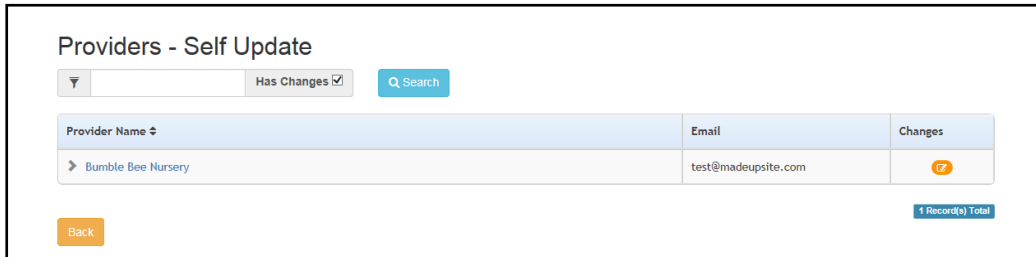 Providers - Self Update
Has Changes
Search
Provider Name Email Changes
Bumble Bee Nursery test@madeupsite.com
1 Record(s) Total
Back